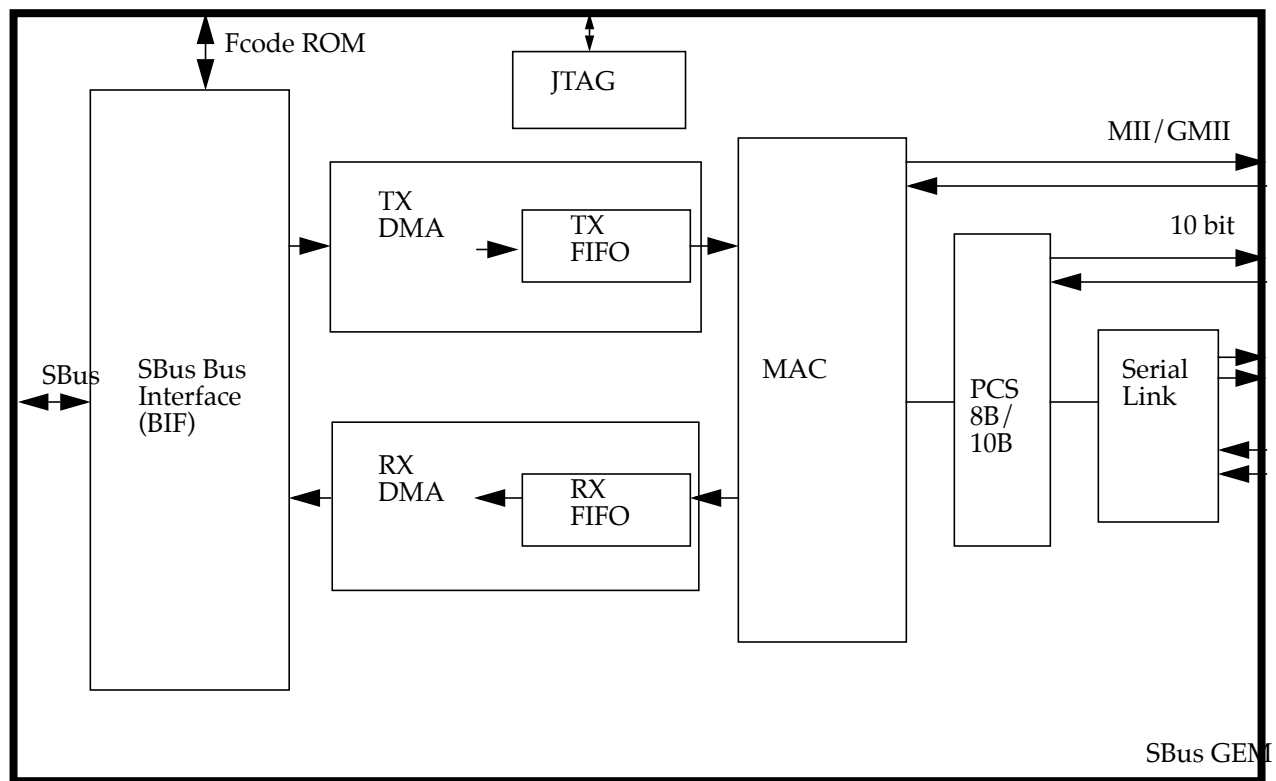 Fcode ROM
JTAG
MII/GMII
TX
DMA
TX
FIFO
10 bit
SBus
SBus Bus
Interface
(BIF)
MAC
PCS
8B/
10B
Serial
Link
RX
DMA
RX
FIFO
SBus GEM